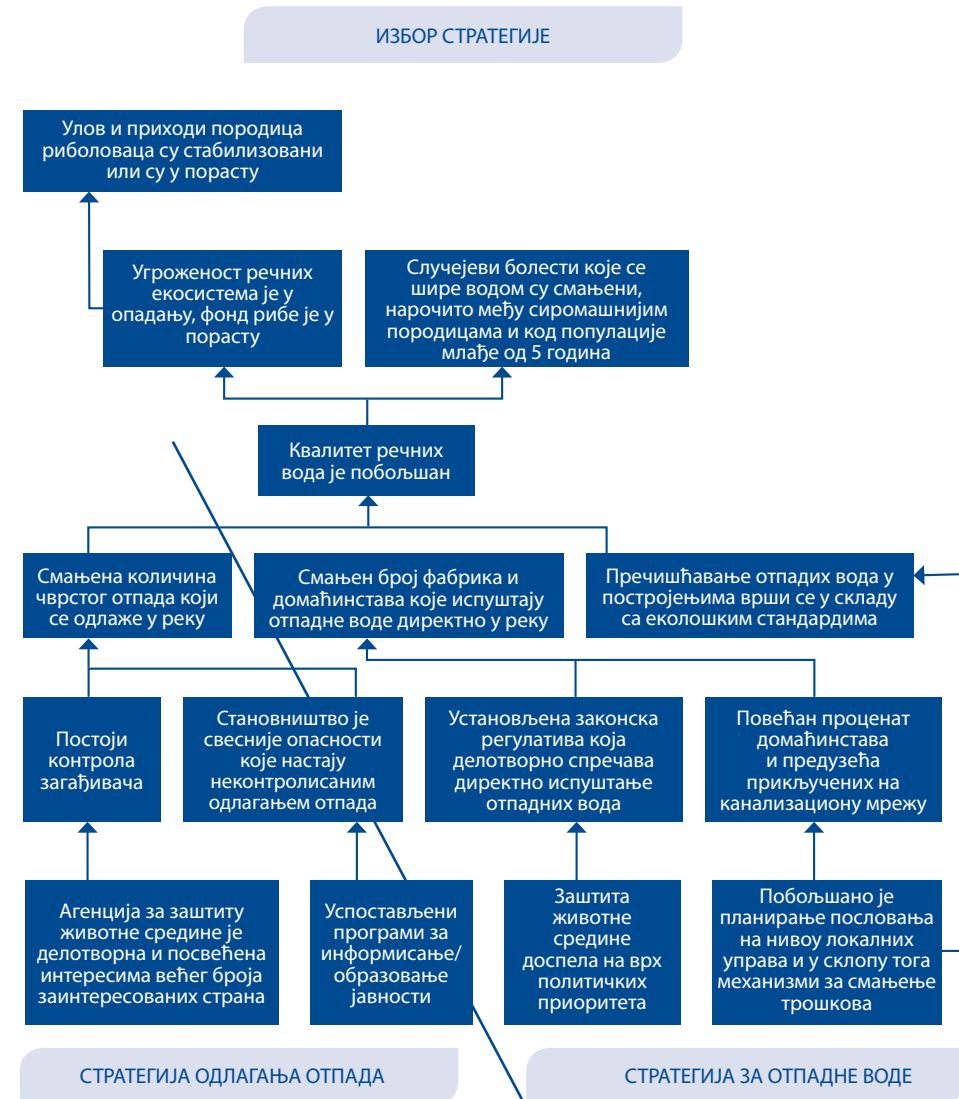 ИЗБОР СТРАТЕГИЈЕ
Улов и приходи породица
риболоваца су стабилизовани
или су у порасту
Угроженост речних
екосистема је у
опадању, фонд рибе је у
порасту
Случејеви болести које се
шире водом су смањени,
нарочито међу сиромашнијим
породицама и код популације
млађе од 5 година
Квалитет речних
вода је побољшан
Смањена количина
чврстог отпада који
се одлаже у реку
Смањен број фабрика и
домаћинстава које испуштају
отпадне воде директно у реку
Пречишћавање отпадих вода у
постројењима врши се у складу
са еколошким стандардима
Постоји
контрола
загађивача
Становништво је
свесније опасности
које настају
неконтролисаним
одлагањем отпада
Установљена законска
регулатива која
делотворно спречава
директно испуштање
отпадних вода
Повећан проценат
домаћинстава
и предузећа
прикључених на
канализациону мрежу
Агенција за заштиту
животне средине је
делотворна и посвећена
интересима већег броја
заинтересованих страна
Успостављени
програми за
информисање/
образовање
јавности
Заштита
животне
средине
доспела на врх
политичких
приоритета
Побољшано је
планирање пословања
на нивоу локалних
управа и у склопу тога
механизми за смањење
трошкова
СТРАТЕГИЈА ОДЛАГАЊА ОТПАДА
СТРАТЕГИЈА ЗА ОТПАДНЕ ВОДЕ